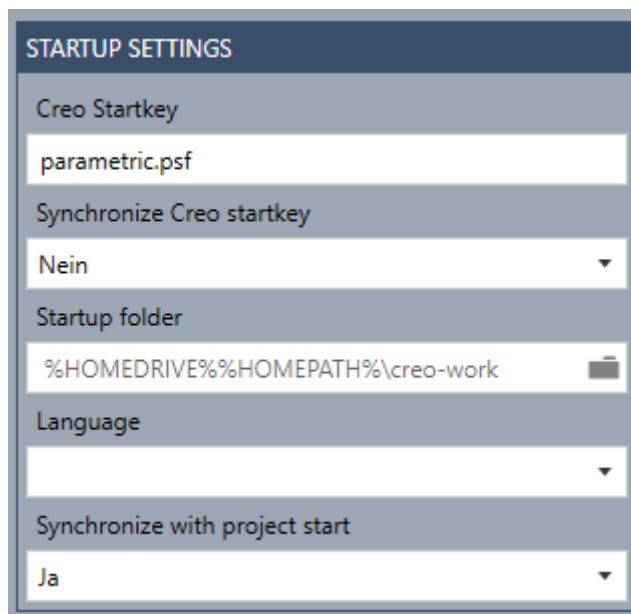 STARTUP SETTINGS
Creo Startkey
parametric.psf
Synchronize Creo startkey
Nein
Startup folder
%HOMEDRIVE%%HOMEPATH%\creo-work
Language
Synchronize with project start
Ja